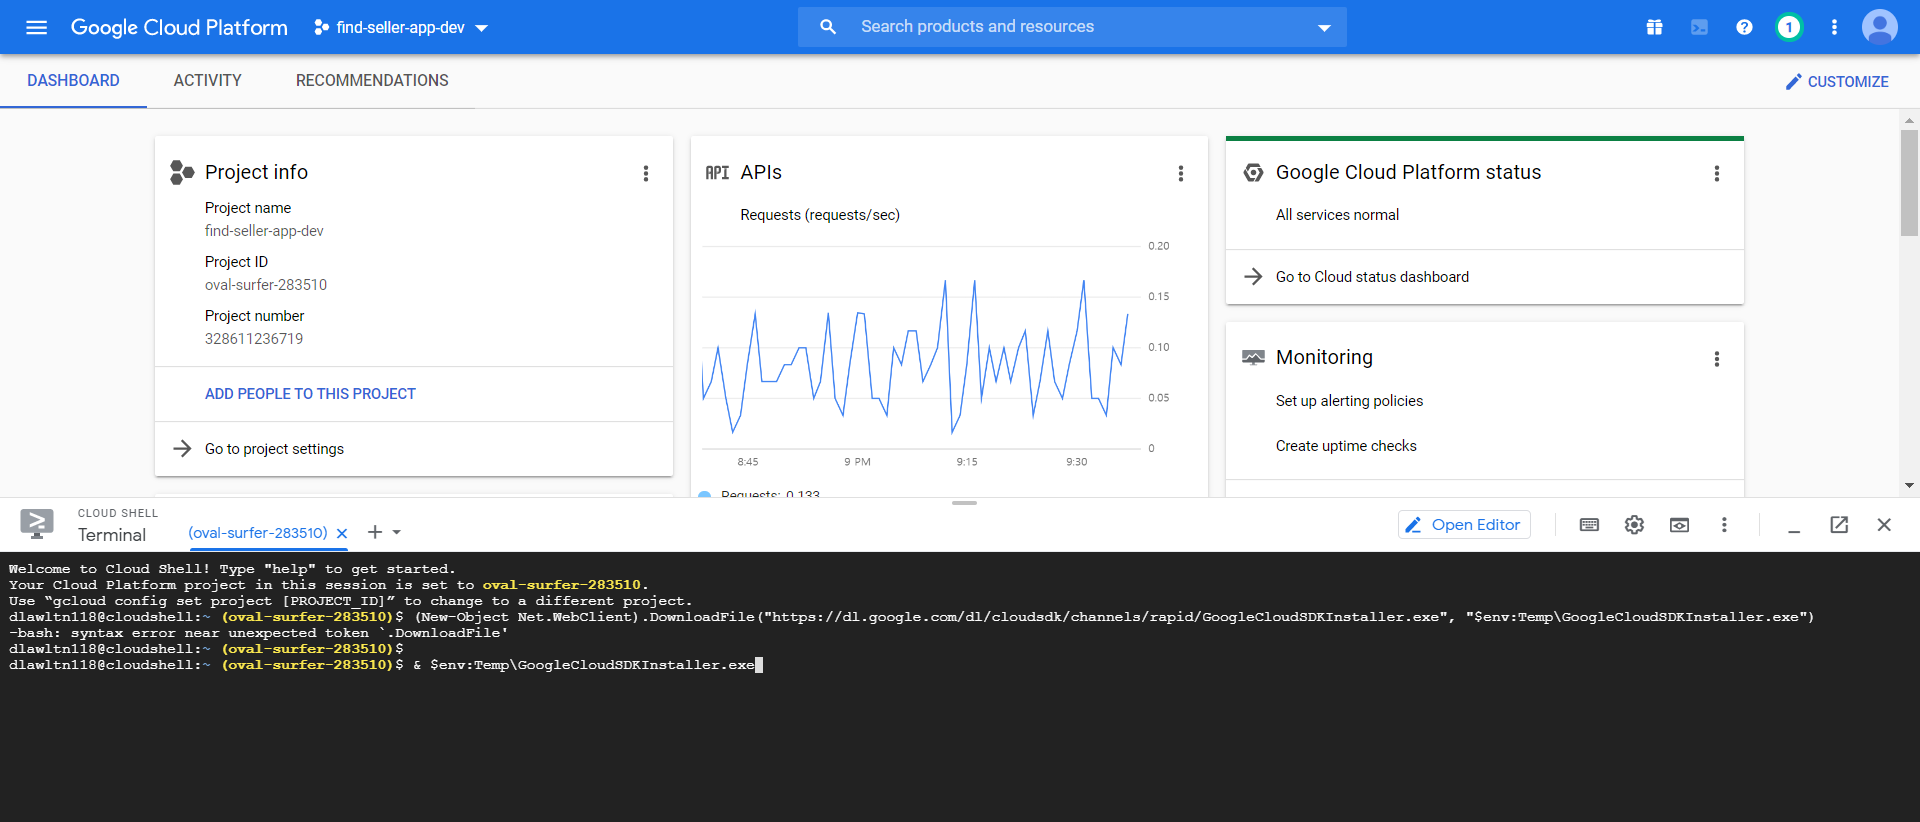 Google Cloud Platform
find-seller-app-dev
Search products and resources
1
DASHBOARD
ACTIVITY
RECOMMENDATIONS
CUSTOMIZE
Project info
Project name
find-seller-app-dev
Project ID
oval-surfer-283510
Project number
328611236719
ADD PEOPLE TO THIS PROJECT
Go to project settings
API APIs
Requests (requests/sec)
0.20
0.15
0.10
0.05
0
8:45
9 PM
9:15
9:30
Requests: 0.133
Google Cloud Platform status
All services normal
Go to Cloud status dashboard
Monitoring
Set up alerting policies
Create uptime checks
CLOUD SHELL
Terminal
(oval-surfer-283510)
Open Editor
Welcome to Cloud Shell! Type "help" to get started.
Your Cloud Platform project in this session is set to oval-surfer-283510.
Use “gcloud config set project [PROJECT_ID]” to change to a different project.
dlawltn118@cloudshell:~ (oval-surfer-283510)$ (New-Object Net.WebClient).DownloadFile("https://dl.google.com/dl/cloudsdk/channels/rapid/GoogleCloudSDKInstaller.exe", "$env:Temp\GoogleCloudSDKInstaller.exe")
-bash: syntax error near unexpected token `.DownloadFile'
dlawltn118@cloudshell:~ (oval-surfer-283510)$
dlawltn118@cloudshell:~ (oval-surfer-283510)$ & $env:Temp\GoogleCloudSDKInstaller.exe